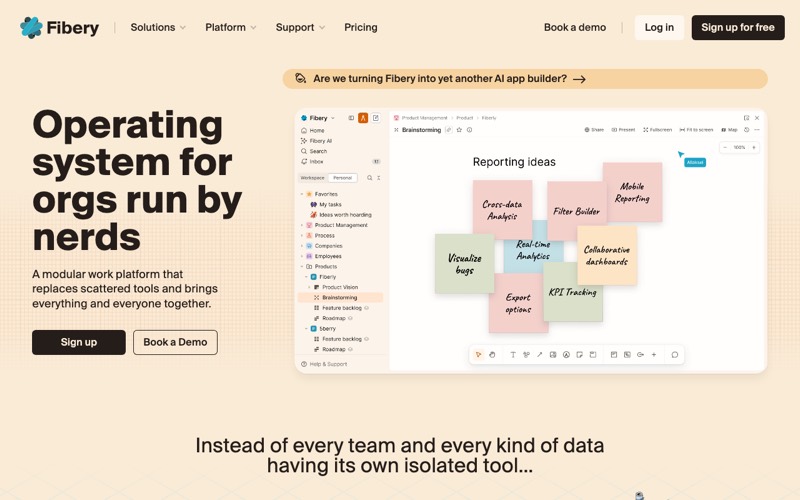 Fibery
Solutions
Platform
Support
Pricing
Book a demo
Log in
Sign up for free
Are we turning Fibery into yet another AI app builder?
Operating
system for
orgs run by
nerds
A modular work platform that
replaces scattered tools and brings
everything and everyone together.
Sign up
Book a Demo
Fibery
Home
Fibery AI
Search
Inbox
Workspace
Personal
Favorites
My tasks
Ideas worth hoarding
Product Management
Process
Companies
Employees
Products
Fiberly
Product Vision
Brainstorming
Feature backlog
Roadmap
Sberry
Feature backlog
Roadmap
Help & Support
Product Management
Product
Fiberly
Brainstorming
Share
Present
Fullscreen
Fit to screen
Map
100%
Reporting ideas
Cross-data
Analysis
Filter Builder
Mobile
Reporting
Visualize
bugs
Real-time
Analytics
Collaborative
dashboards
Export
options
KPI Tracking
Instead of every team and every kind of data
having its own isolated tool...